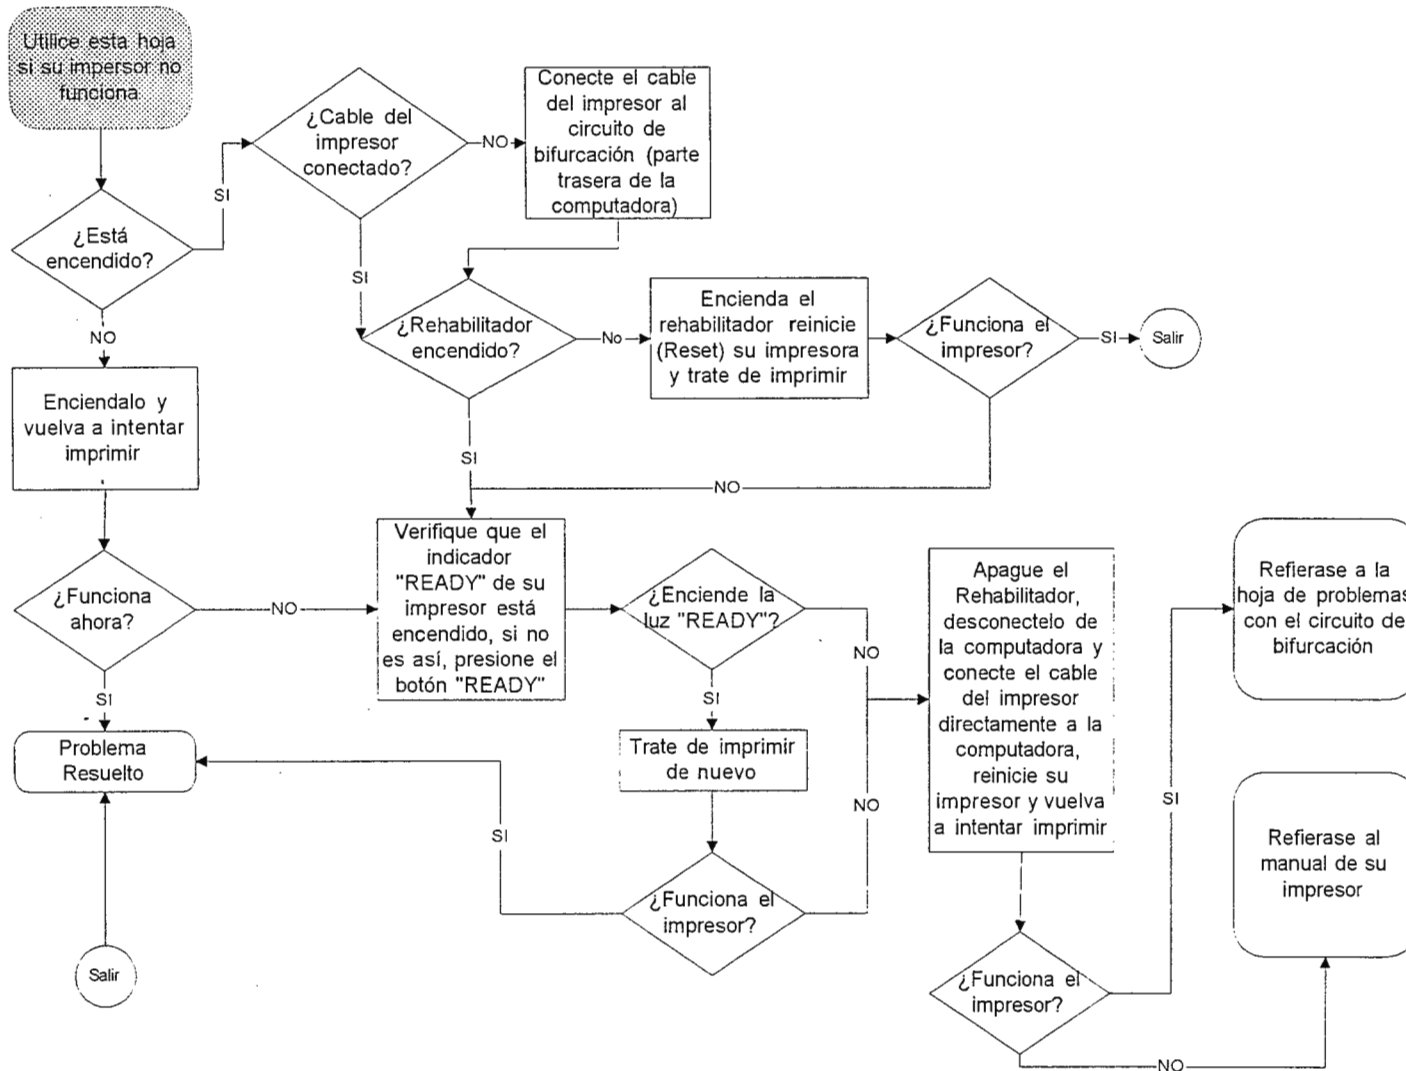 Utilice esta hoja
si su impersor no
funciona
¿Está
encendido?
SI
NO
¿Cable del
impresor
conectado?
NO
SI
Conecte el cable
del impresor al
circuito de
bifurcación (parte
trasera de la
computadora)
¿Rehabilitador
encendido?
No
SI
Encienda el
rehabilitador reinicie
(Reset) su impresora
y trate de imprimir
¿Funciona el
impresor?
SI
Salir
NO
Enciendalo y
vuelva a intentar
imprimir
¿Funciona
ahora?
NO
SI
Problema
Resuelto
Salir
Verifique que el
indicador
"READY" de su
impresor está
encendido, si no
es así, presione el
botón "READY"
¿Enciende la
luz "READY"?
NO
SI
Trate de imprimir
de nuevo
¿Funciona el
impresor?
SI
NO
Apague el
Rehabilitador,
desconectelo de
la computadora y
conecte el cable
del impresor
directamente a la
computadora,
reinicie su
impresor y vuelva
a intentar imprimir
¿Funciona el
impresor?
SI
NO
Refierase a la
hoja de problemas
con el circuito de
bifurcación
Refierase al
manual de su
impresor